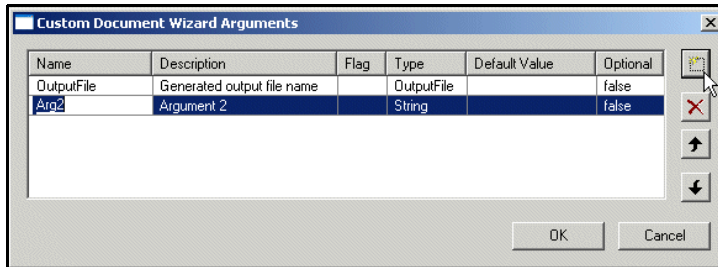 Custom Document Wizard Arguments
Name Description Flag Type Default Value Optional
OutputFile Generated output file name OutputFile false
Arg2 Argument 2 String false
OK Cancel